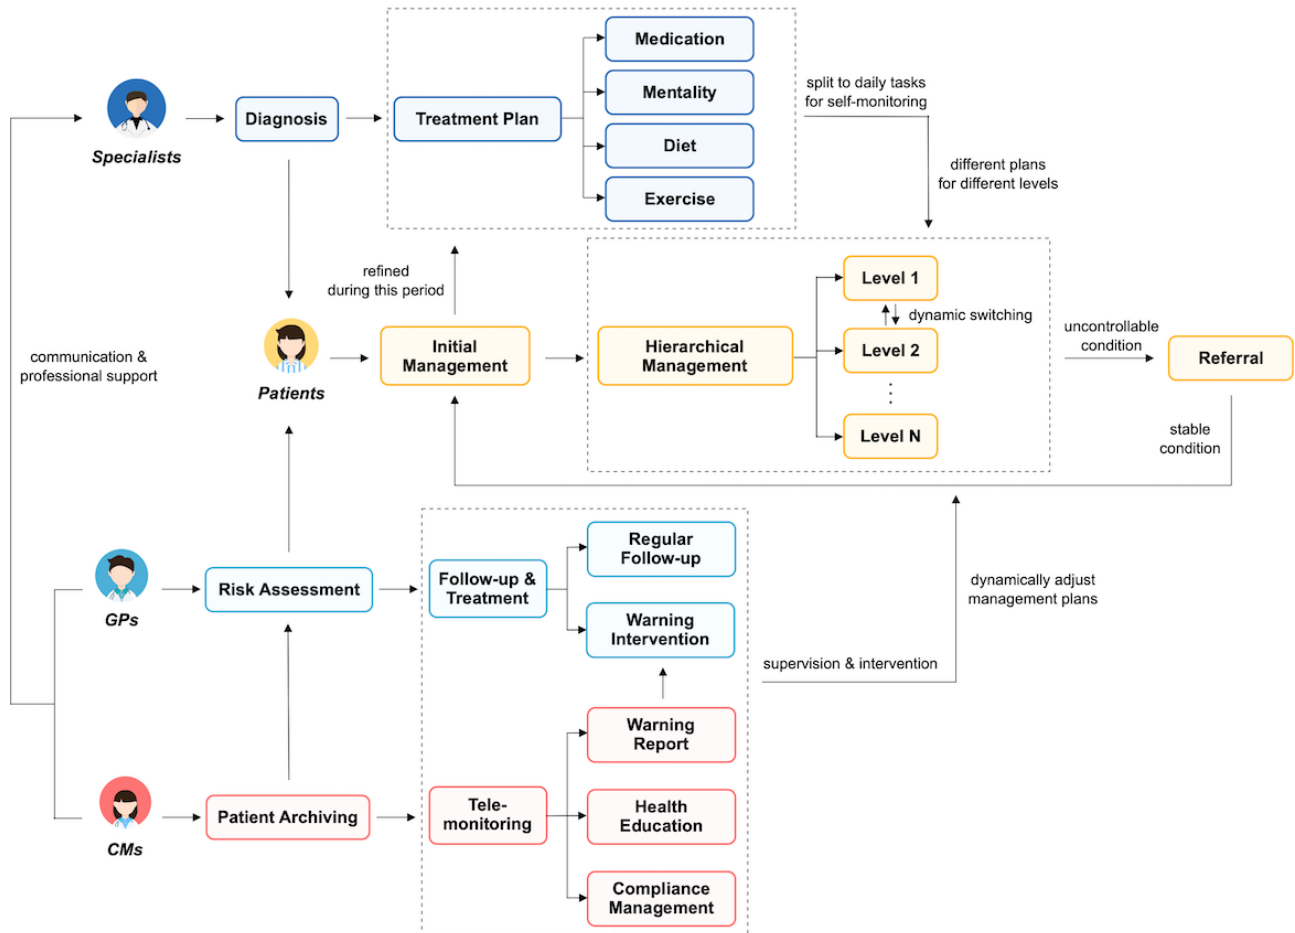 Medication
split to daily tasks
for self-monitoring
Mentality
Specialists
Diagnosis
Treatment Plan
Diet
different plans
for different levels
Exercise
refined
during this period
Level 1
dynamic switching
communication &
professional support
Patients
Initial
Management
Hierarchical
Management
Level 2
uncontrollable
condition
Referral
Level N
stable
condition
GPs
Risk Assessment
Follow-up &
Treatment
Regular
Follow-up
Warning
Intervention
dynamically adjust
management plans
supervision & intervention
Warning
Report
CMs
Patient Archiving
Tele-
monitoring
Health
Education
Compliance
Management